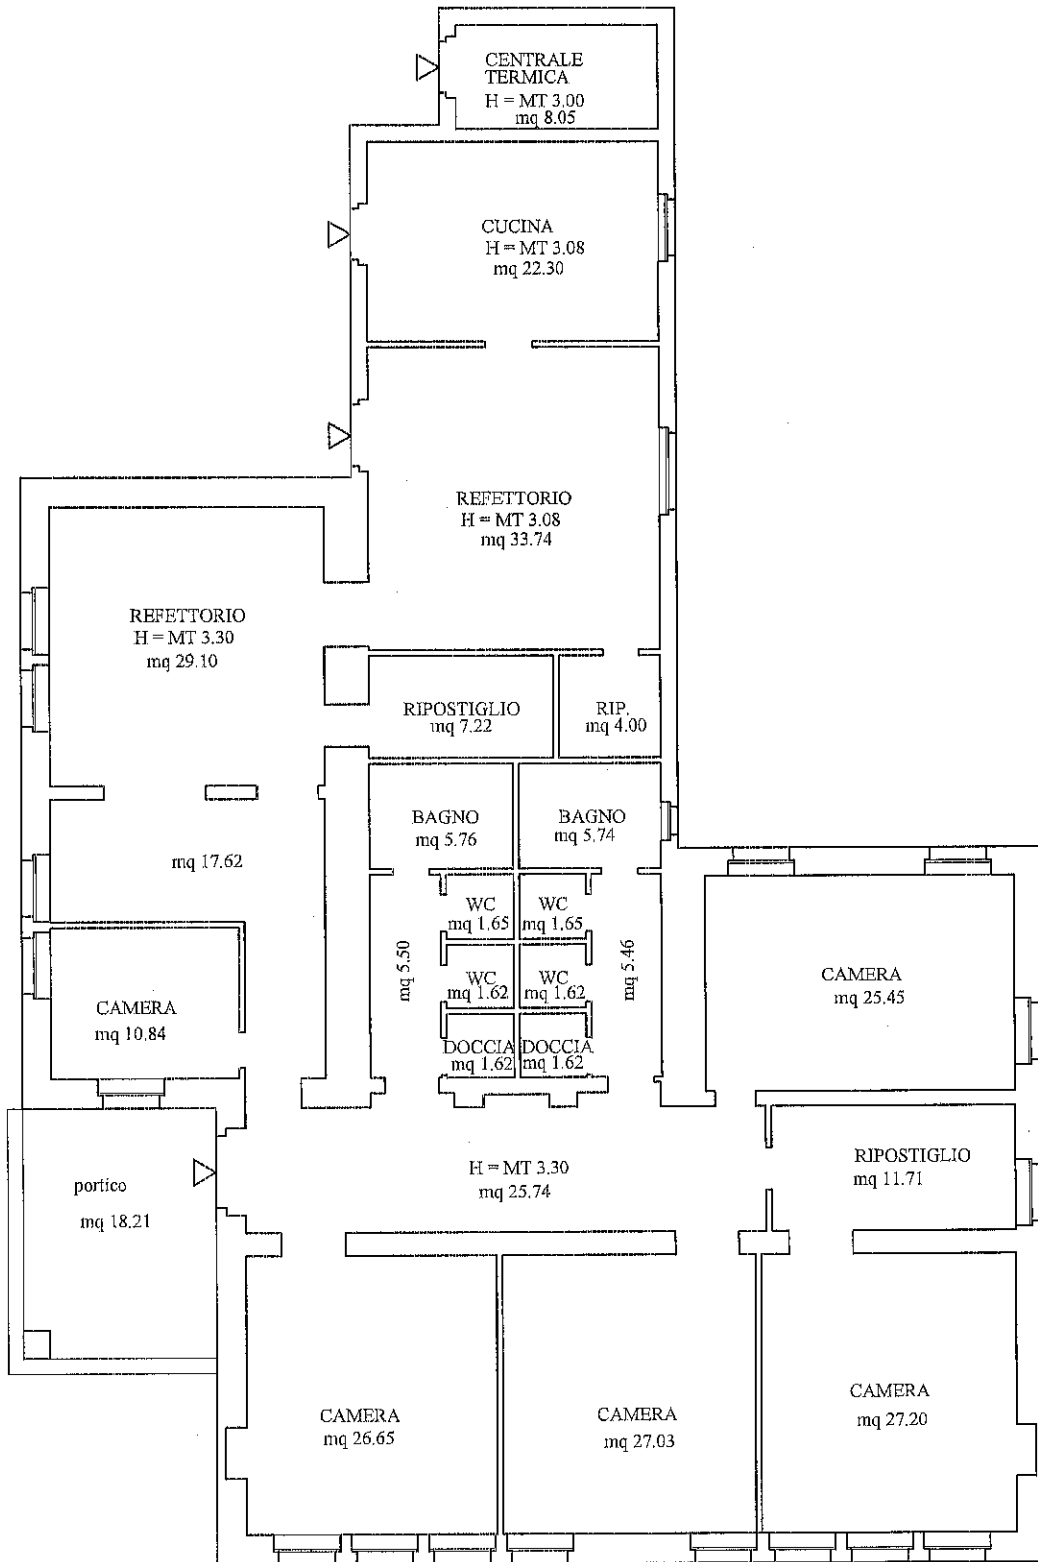 CENTRALE
TERMICA
H = MT 3.00
mq 8.05
CUCINA
H = MT 3.08
mq 22.30
REFETTORIO
H = MT 3.08
mq 33.74
REFETTORIO
H = MT 3.30
mq 29.10
RIPOSTIGLIO
mq 7.22
RIP.
mq 4.00
BAGNO
mq 5.76
BAGNO
mq 5.74
mq 17.62
WC
mq 1.65
WC
mq 1.65
mq 5.50
mq 5.46
WC
mq 1.62
WC
mq 1.62
CAMERA
mq 25.45
CAMERA
mq 10.84
DOCCIA
mq 1.62
DOCCIA
mq 1.62
H = MT 3.30
mq 25.74
RIPOSTIGLIO
mq 11.71
portico
mq 18.21
CAMERA
mq 26.65
CAMERA
mq 27.03
CAMERA
mq 27.20